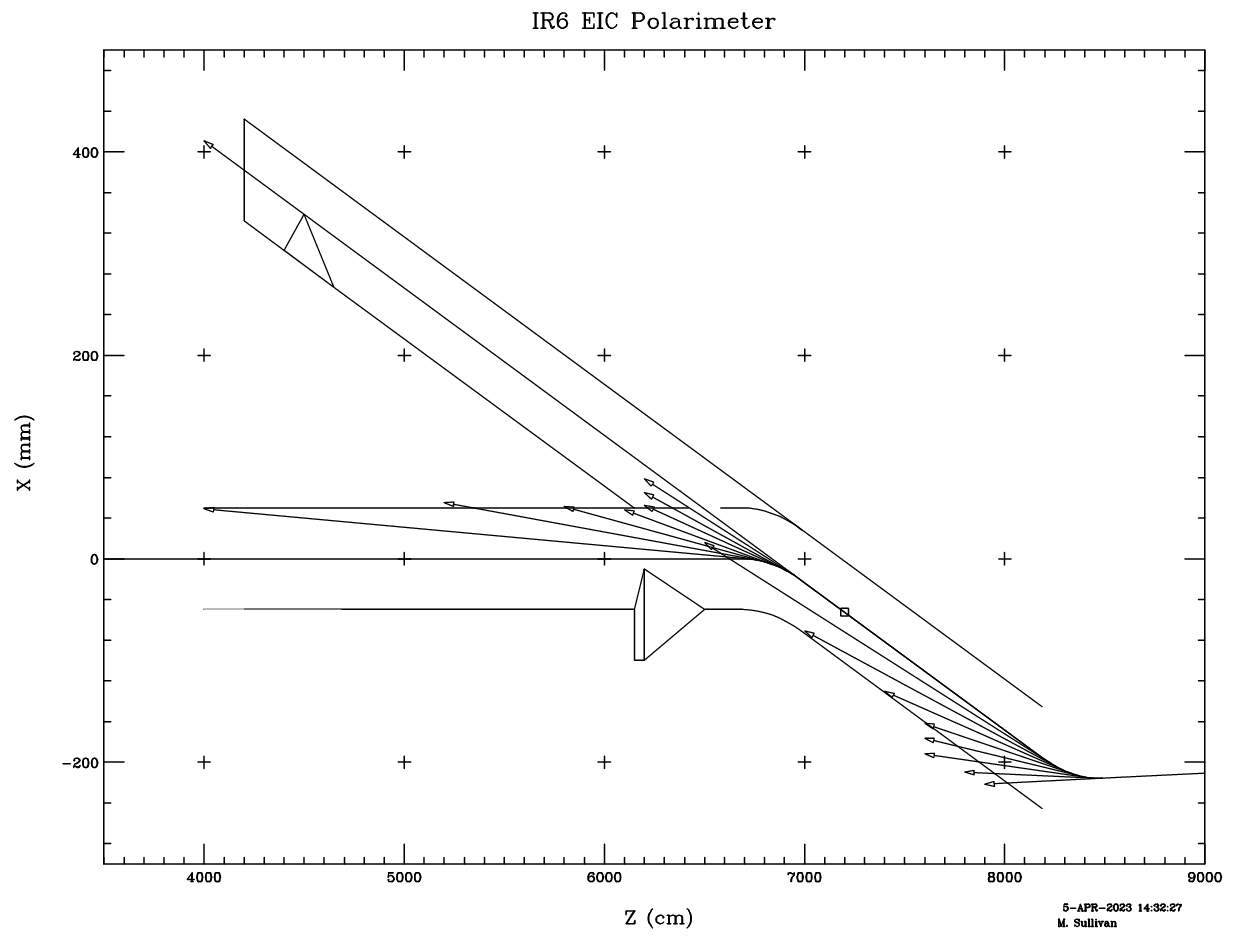 IR6 EIC Polarimeter
400
200
0
-200
X (mm)
4000 5000 6000 7000 8000 9000
Z (cm)
5-APR-2023 14:32:27
M. Sullivan